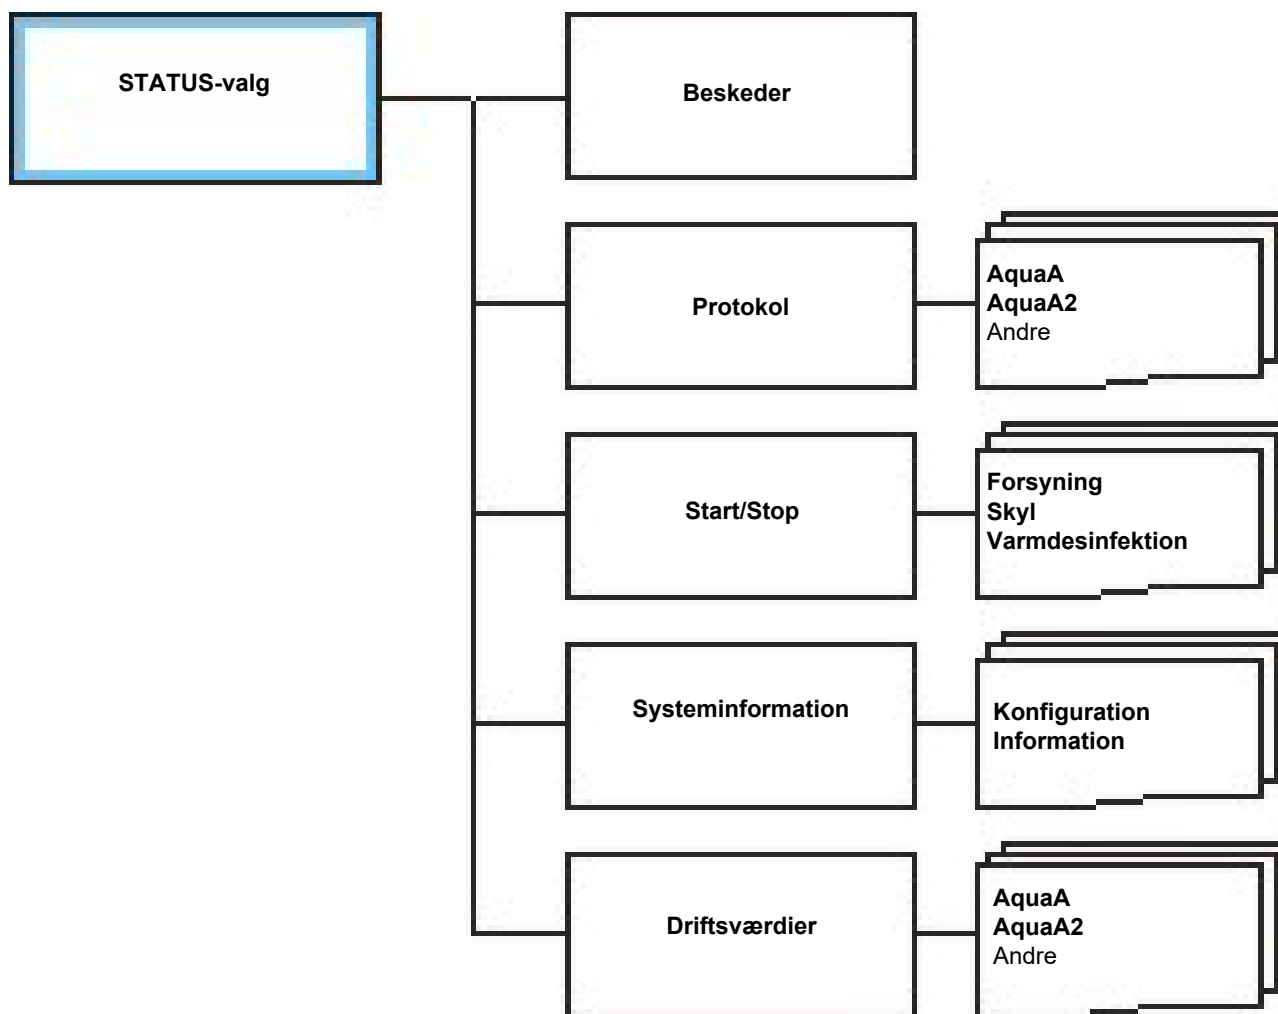 STATUS-valg
Beskeder
Protokol
AquaA
AquaA2
Andre
Start/Stop
Forsyning
Skyl
Varmdesinfektion
Systeminformation
Konfiguration
Information
Driftsværdier
AquaA
AquaA2
Andre